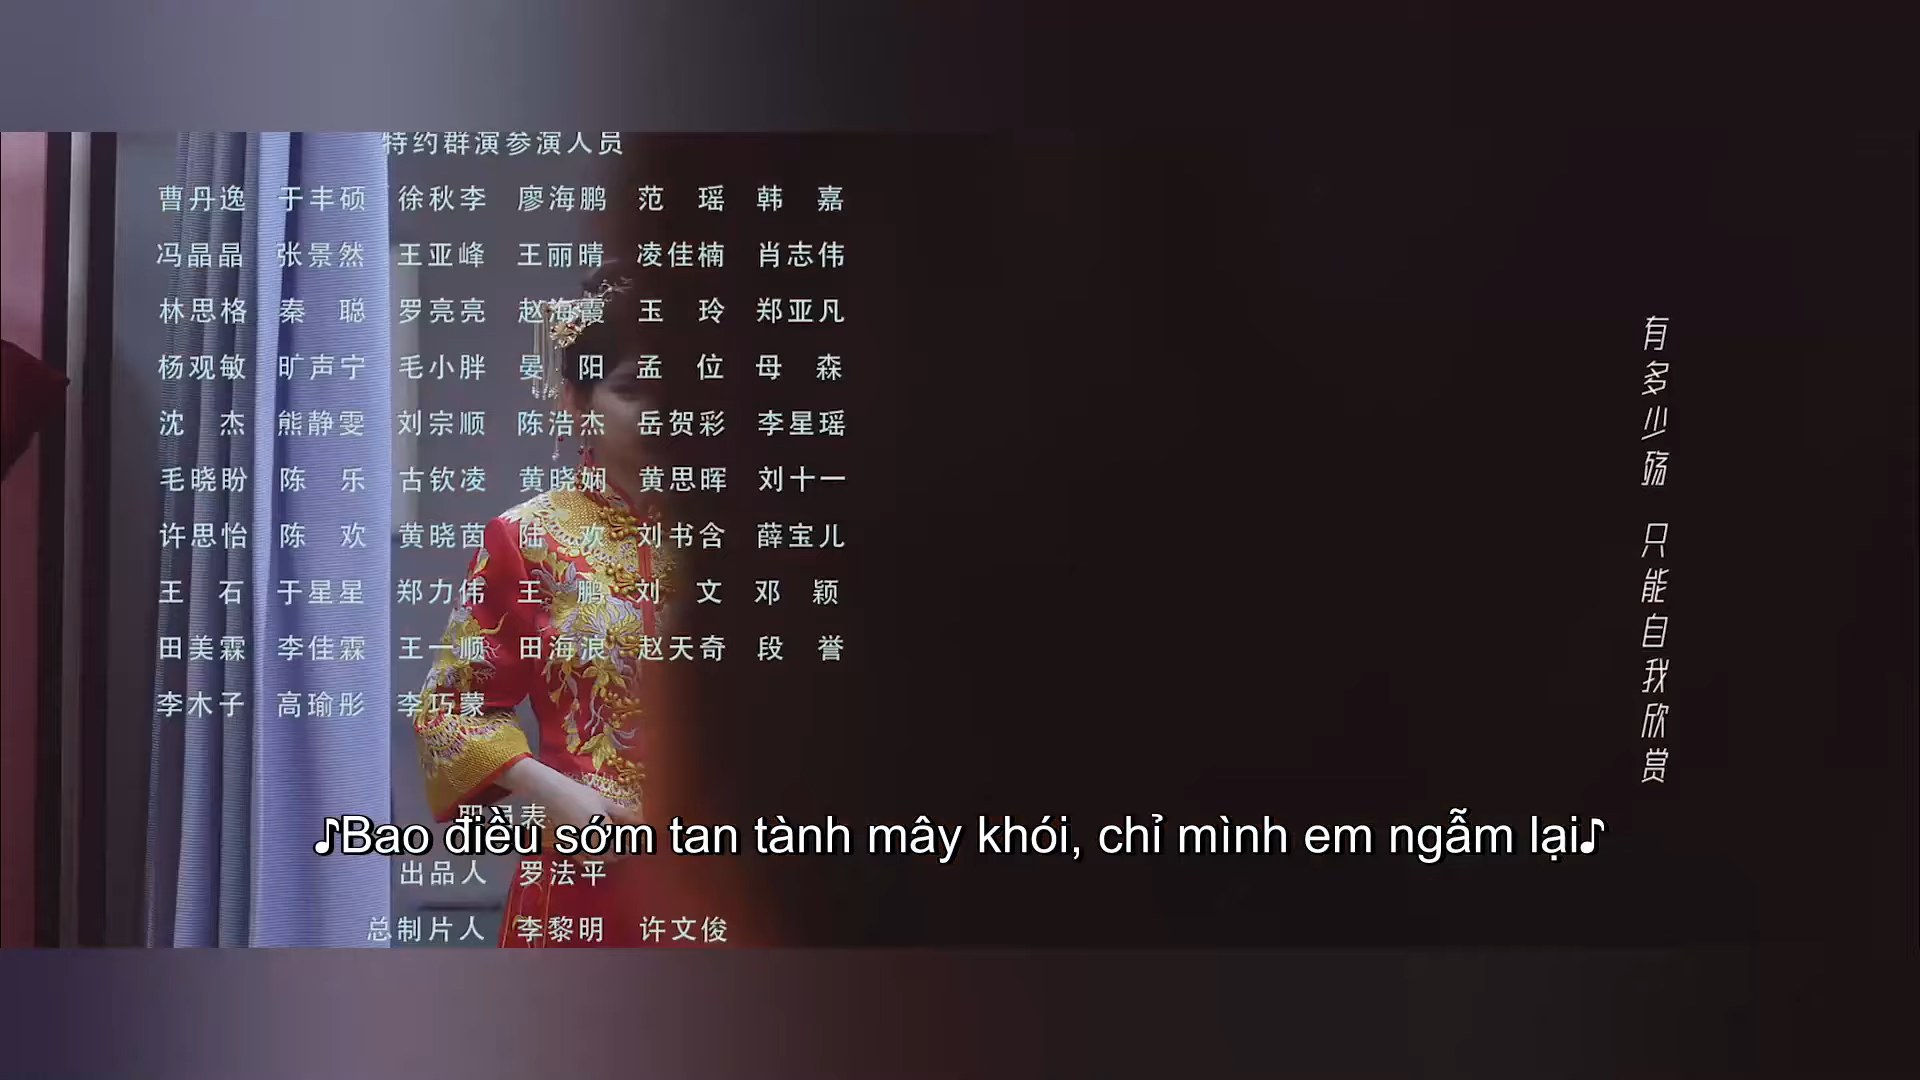 特约群演参演人员
曹丹逸 于丰硕 徐秋李 廖海鹏 范瑶 韩嘉
冯晶晶 张景然 王亚峰 王丽晴 凌佳楠 肖志伟
林思格 秦聪 罗亮亮 赵海霞 玉玲 郑亚凡
杨观敏 旷声宁 毛小胖 晏阳 孟位 母森
沈杰 熊静雯 刘宗顺 陈浩杰 岳贺彩 李星瑶
毛晓盼 陈乐 古钦凌 黄晓娴 黄思晖 刘十一
许思怡 陈欢 黄晓茵 陆欢 刘书含 薛宝儿
王石 于星星 郑力伟 王鹏 刘文 邓颖
田美霖 李佳霖 王一顺 田海浪 赵天奇 段誉
李木子 高瑜彤 李巧蒙
职员表
♪Bao điều sớm tan tành mây khói, chỉ mình em ngẫm lại♪
出品人 罗法平
总制片人 李黎明 许文俊
有多少殇 只能自我欣赏